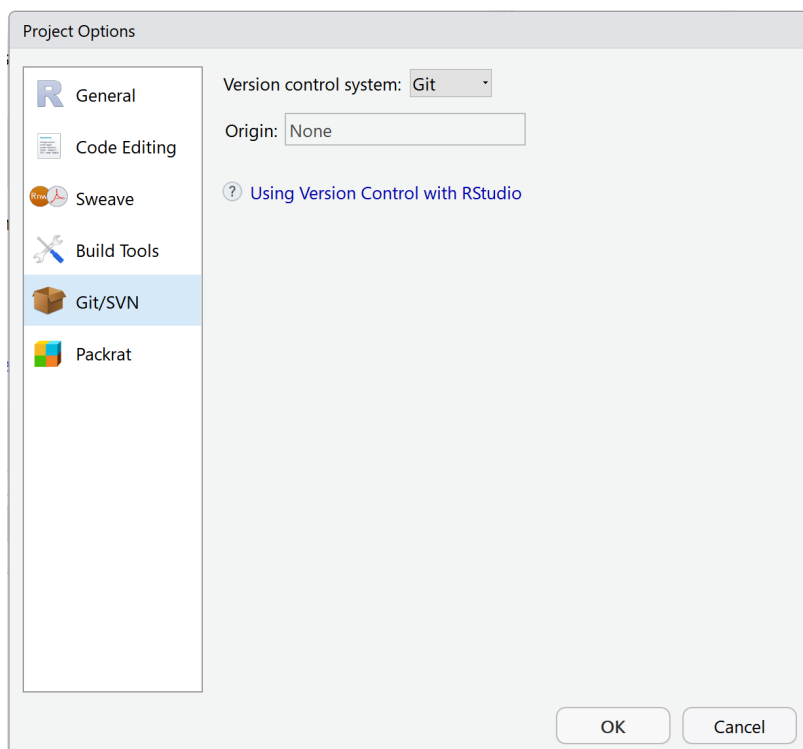 Project Options
General
Code Editing
Rnw
Sweave
Build Tools
Git/SVN
Packrat
Version control system: Git
Origin: None
? Using Version Control with RStudio
OK Cancel